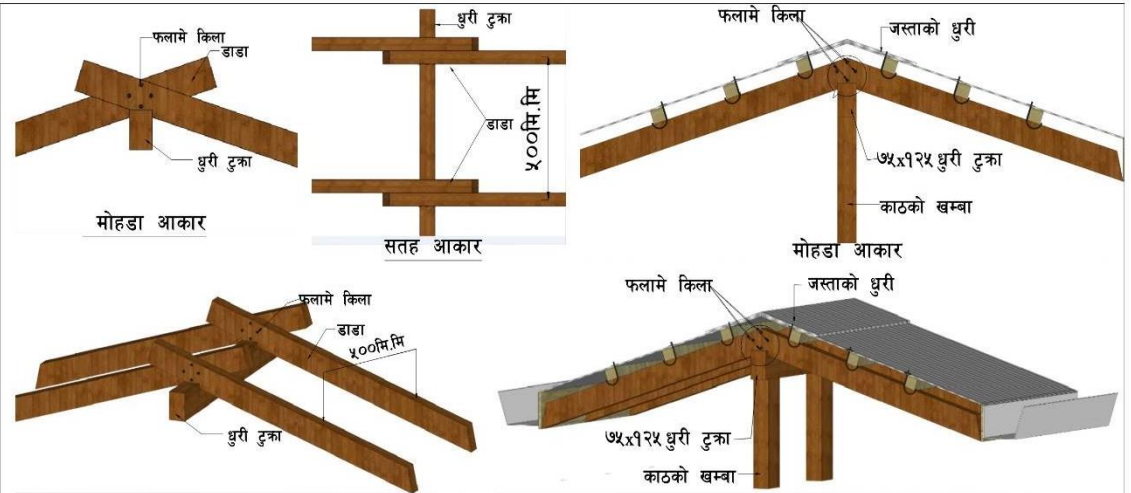 फलामे किला
डाडा
धुरी टुक्रा
मोहडा आकार
धुरी टुक्रा
डाडा
५००मि.मि
सतह आकार
फलामे किला
जस्ताको धुरी
७५x१२५ धुरी टुक्रा
काठको खम्बा
मोहडा आकार
फलामे किला
डाडा
५००मि.मि
धुरी टुक्रा
फलामे किला
जस्ताको धुरी
७५x१२५ धुरी टुक्रा
काठको खम्बा